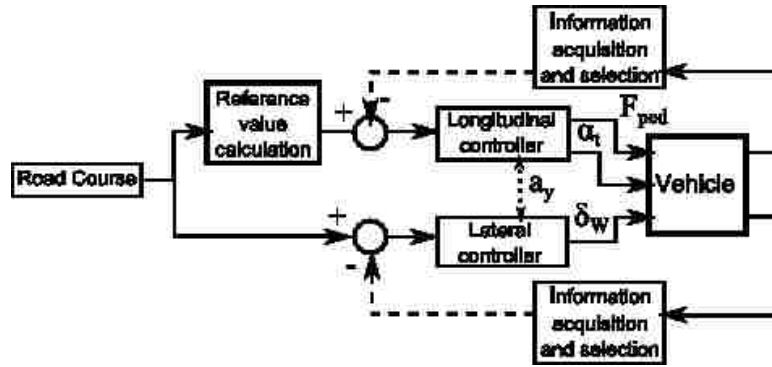 Information
acquisition
and selection
Reference
value
calculation
+
-
Longitudinal
controller
F_ped
α_t
Road Course
Vehicle
a_y
+
-
Lateral
controller
δ_W
Information
acquisition
and selection